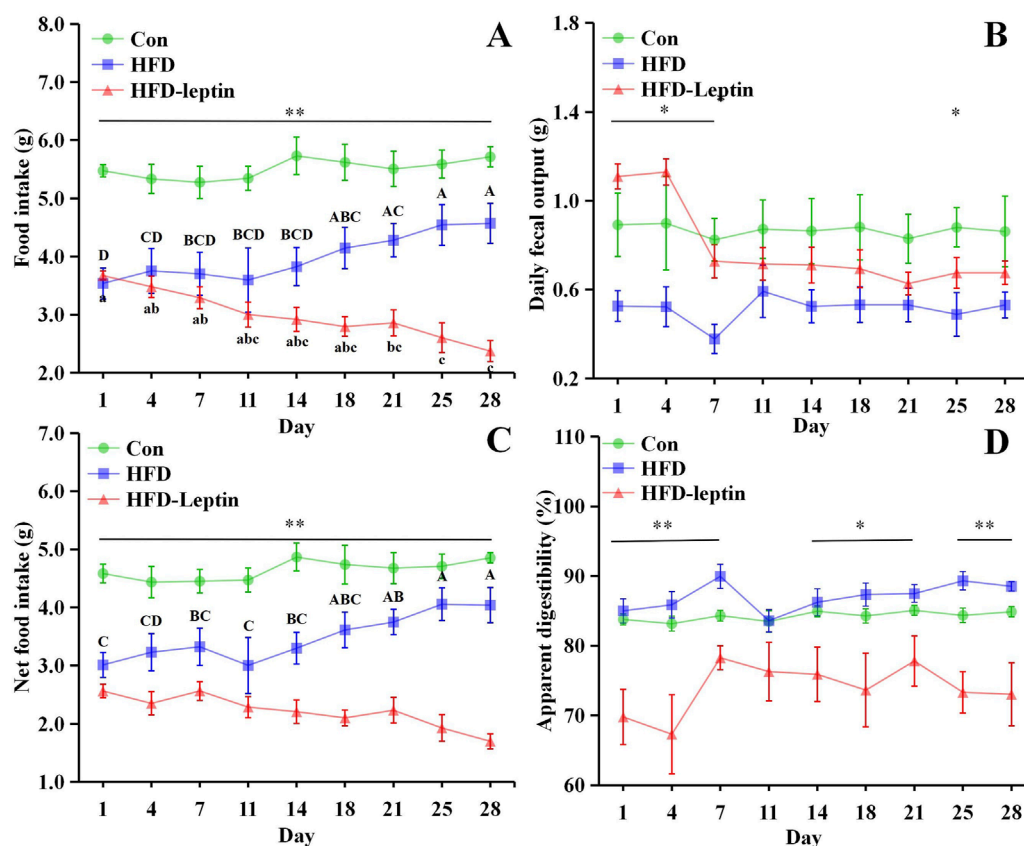 A
Con
HFD
HFD-leptin
Food intake (g)
8.0
7.0
6.0
5.0
4.0
3.0
2.0
**
D CD BCD BCD BCD ABC AC A A
a ab ab abc abc abc bc c c
1 4 7 11 14 18 21 25 28
Day
B
Con
HFD
HFD-Leptin
Daily fecal output (g)
1.8
1.4
1.0
0.6
0.2
* * *
1 4 7 11 14 18 21 25 28
Day
C
Con
HFD
HFD-Leptin
Net food intake (g)
7.0
6.0
5.0
4.0
3.0
2.0
1.0
**
C CD BC C BC ABC AB A A
1 4 7 11 14 18 21 25 28
Day
D
Con
HFD
HFD-leptin
Apparent digestibility (%)
110
100
90
80
70
60
** * **
1 4 7 11 14 18 21 25 28
Day